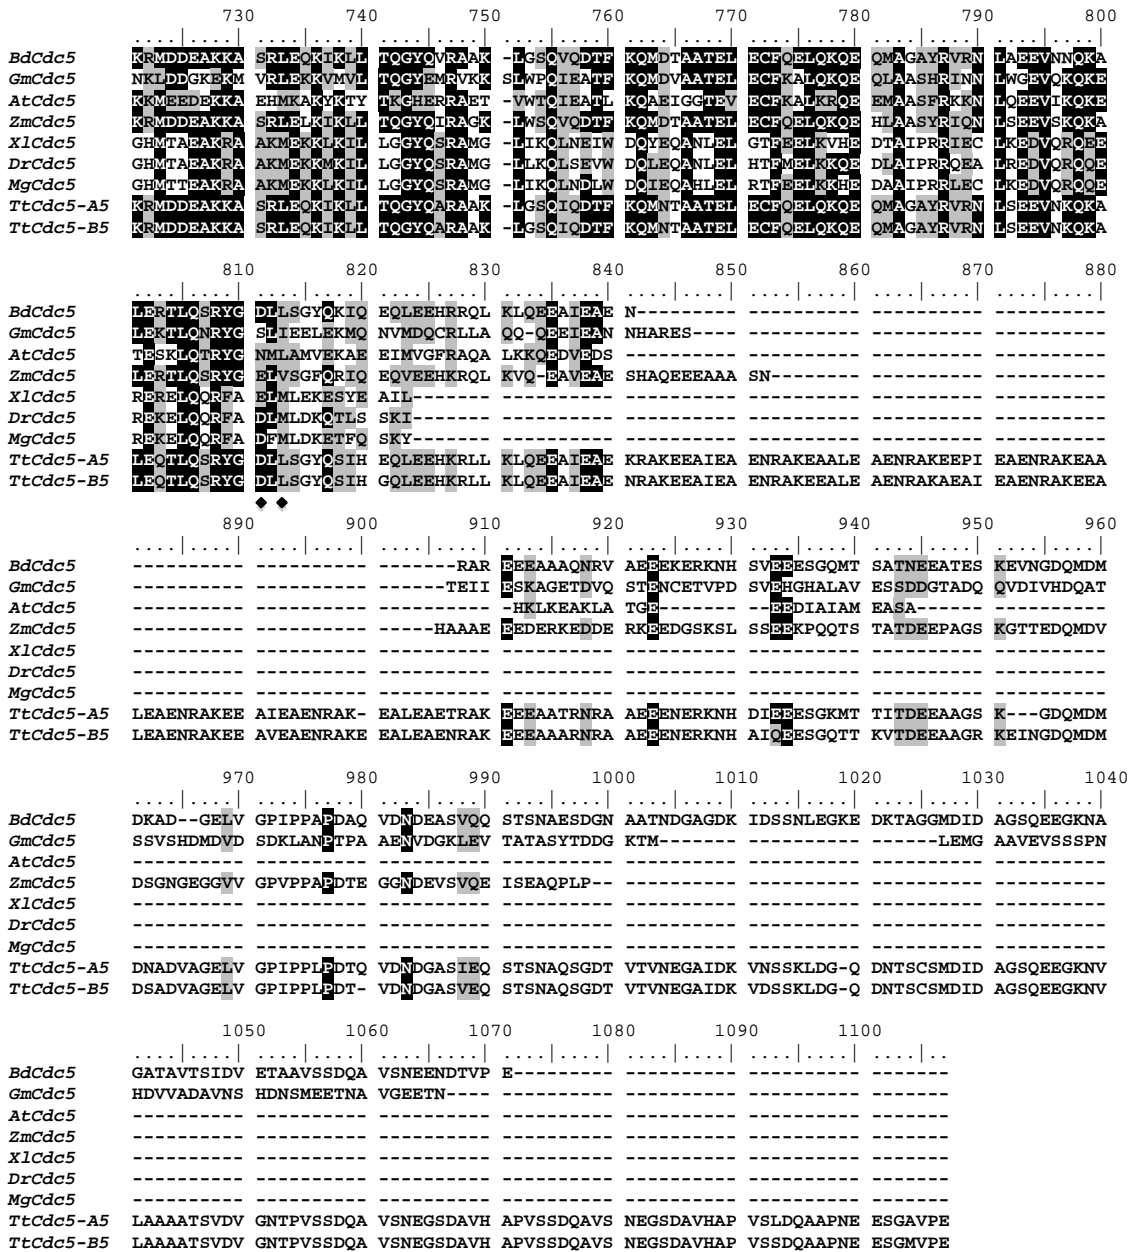 730 740 750 760 770 780 790 800
....|....| ....|....| ....|....| ....|....| ....|....| ....|....| ....|....| ....|....|
BdCdc5 KRMDDEAKKA SRLEQKIKLL TQGYQVRAAK -LGSQVQDTF KQMDTAATEL ECFQELQKQE QMAGAYRVRN LAEEVNNQKA
GmCdc5 NKLDDGKEKM VRLEKKVMVL TQGYEMRVKK SLWPQIEATF KQMDVAATEL ECFKALQKQE QLAASHRINN LWGEVQKQKE
AtCdc5 KKMEEDEKKA EHMKAKYKTY TKGHERRAET -VWTQIEATL KQAEIGGTEV ECFKALKRQE EMAASFRKKN LQEEVIKQKE
ZmCdc5 KRMDDEAKKA SRLELKIKLL TQGYQIRAGK -LWSQVQDTF KQMDTAATEL ECFQELQKQE HLAASYRIQN LSEEVSKQKA
XlCdc5 GHMTAEAKRA AKMEKKLKIL LGGYQSRAMG -LIKQLNEIW DQYEQANLEL GTFEELKVHE DTAIPRRIEC LKEDVQRQEE
DrCdc5 GHMTAEAKRA AKMEKKMKIL LGGYQSRAMG -LLKQLSEVW DQLEQANLEL HTFMELKKQE DLAIPRRQEA LREDVQRQQE
MgCdc5 GHMTTEAKRA AKMEKKLKIL LGGYQSRAMG -LIKQLNDLW DQIEQAHLEL RTFEELKKHE DAAIPRRLEC LKEDVQRQQE
TtCdc5-A5 KRMDDEAKKA SRLEQKIKLL TQGYQARAAK -LGSQIQDTF KQMNTAATEL ECFQELQKQE QMAGAYRVRN LSEEVNKQKA
TtCdc5-B5 KRMDDEAKKA SRLEQKIKLL TQGYQARAAK -LGSQIQDTF KQMNTAATEL ECFQELQKQE QMAGAYRVRN LSEEVNKQKA
810 820 830 840 850 860 870 880
....|....| ....|....| ....|....| ....|....| ....|....| ....|....| ....|....| ....|....|
BdCdc5 LERTLQSRYG DLLSGYQKIQ EQLEEHRRQL KLQEEAIEAE N--------- ---------- ---------- ----------
GmCdc5 LEKTLQNRYG SLIEELEKMQ NVMDQCRLLA QQ-QEEIEAN NHARES---- ---------- ---------- ----------
AtCdc5 TESKLQTRYG NMLAMVEKAE EIMVGFRAQA LKKQEDVEDS ---------- ---------- ---------- ----------
ZmCdc5 LERTLQSRYG ELVSGFQRIQ EQVEEHKRQL KVQ-EAVEAE SHAQEEEAAA SN-------- ---------- ----------
XlCdc5 RERELQQRFA ELMLEKESYE AIL------- ---------- ---------- ---------- ---------- ----------
DrCdc5 REKELQQRFA DLMLDKQTLS SKI------- ---------- ---------- ---------- ---------- ----------
MgCdc5 REKELQQRFA DFMLDKETFQ SKY------- ---------- ---------- ---------- ---------- ----------
TtCdc5-A5 LEQTLQSRYG DLLSGYQSIH EQLEEHKRLL KLQEEAIEAE KRAKEEAIEA ENRAKEAALE AENRAKEEPI EAENRAKEAA
TtCdc5-B5 LEQTLQSRYG DLLSGYQSIH GQLEEHKRLL KLQEEAIEAE NRAKEEAIEA ENRAKEEALE AENRAKAEAI EAENRAKEEA
◆ ◆
890 900 910 920 930 940 950 960
....|....| ....|....| ....|....| ....|....| ....|....| ....|....| ....|....| ....|....|
BdCdc5 ---------- ---------- -------RAR EEEAAAQNRV AEEEKERKNH SVEEESGQMT SATNEEATES KEVNGDQMDM
GmCdc5 ---------- ---------- ------TEII ESKAGETDVQ STENCETVPD SVEHGHALAV ESSDDGTADQ QVDIVHDQAT
AtCdc5 ---------- ---------- ---------- -HKLKEAKLA TGE------- --EEDIAIAM EASA------ ----------
ZmCdc5 ---------- ---------- -----HAAAE EEDERKEDDE RKEEDGSKSL SSEEKPQQTS TATDEEPAGS KGTTEDQMDV
XlCdc5 ---------- ---------- ---------- ---------- ---------- ---------- ---------- ----------
DrCdc5 ---------- ---------- ---------- ---------- ---------- ---------- ---------- ----------
MgCdc5 ---------- ---------- ---------- ---------- ---------- ---------- ---------- ----------
TtCdc5-A5 LEAENRAKEE AIEAENRAK- EALEAETRAK EEEEAATRNRA AEEENERKNH DIEEESGKMT TITDEEAAGS K---GDQMDM
TtCdc5-B5 LEAENRAKEE AVEAENRAKE EALEAENRAK EEEEAAARNRA AEEENERKNH AIQEESGQTT KVTDEEAAGR KEINGDQMDM
970 980 990 1000 1010 1020 1030 1040
....|....| ....|....| ....|....| ....|....| ....|....| ....|....| ....|....| ....|....|
BdCdc5 DKAD--GELV GPIPPAPDAQ VDNDEASVQQ STSNAESDGN AATNDGAGDK IDSSNLEGKE DKTAGGMDID AGSQEEGKNA
GmCdc5 SSVSHDMDVD SDKLANPTPA AENVDGKLEV TATASYTDDG KTM------- ---------- -------LEMG AAVEVSSSPN
AtCdc5 ---------- ---------- ---------- ---------- ---------- ---------- ---------- ----------
ZmCdc5 DSGNGEGGVV GPVPPAPDTE GGNDEVSVQE ISEAQPLP-- ---------- ---------- ---------- ----------
XlCdc5 ---------- ---------- ---------- ---------- ---------- ---------- ---------- ----------
DrCdc5 ---------- ---------- ---------- ---------- ---------- ---------- ---------- ----------
MgCdc5 ---------- ---------- ---------- ---------- ---------- ---------- ---------- ----------
TtCdc5-A5 DNADVAGELV GPIPPLPDTQ VDNDGASIEQ STSNAQSGDT VTVNEGAIDK VNSSKLDG-Q DNTSCSMDID AGSQEEGKNV
TtCdc5-B5 DSADVAGELV GPIPPLPDT- VDNDGASVEQ STSNAQSGDT VTVNEGAIDK VDSSKLDG-Q DNTSCSMDID AGSQEEGKNV
1050 1060 1070 1080 1090 1100
....|....| ....|....| ....|....| ....|....| ....|....| ....|....| ....|..
BdCdc5 GATAVTSIDV ETAAVSSDQA VSNEENDTVP E--------- ---------- ---------- -------
GmCdc5 HDVVADAVNS HDNSMEETNA VGEETN---- ---------- ---------- ---------- -------
AtCdc5 ---------- ---------- ---------- ---------- ---------- ---------- -------
ZmCdc5 ---------- ---------- ---------- ---------- ---------- ---------- -------
XlCdc5 ---------- ---------- ---------- ---------- ---------- ---------- -------
DrCdc5 ---------- ---------- ---------- ---------- ---------- ---------- -------
MgCdc5 ---------- ---------- ---------- ---------- ---------- ---------- -------
TtCdc5-A5 LAAAATSVDV GNTPVSSDQA VSNEGSDAVH APVSSDQAVS NEGSDAVHAP VSLDQAAPNE ESGAVPE
TtCdc5-B5 LAAAATSVDV GNTPVSSDQA VSNEGSDAVH APVSSDQAVS NEGSDAVHAP VSSDQAAPNE ESGMVPE